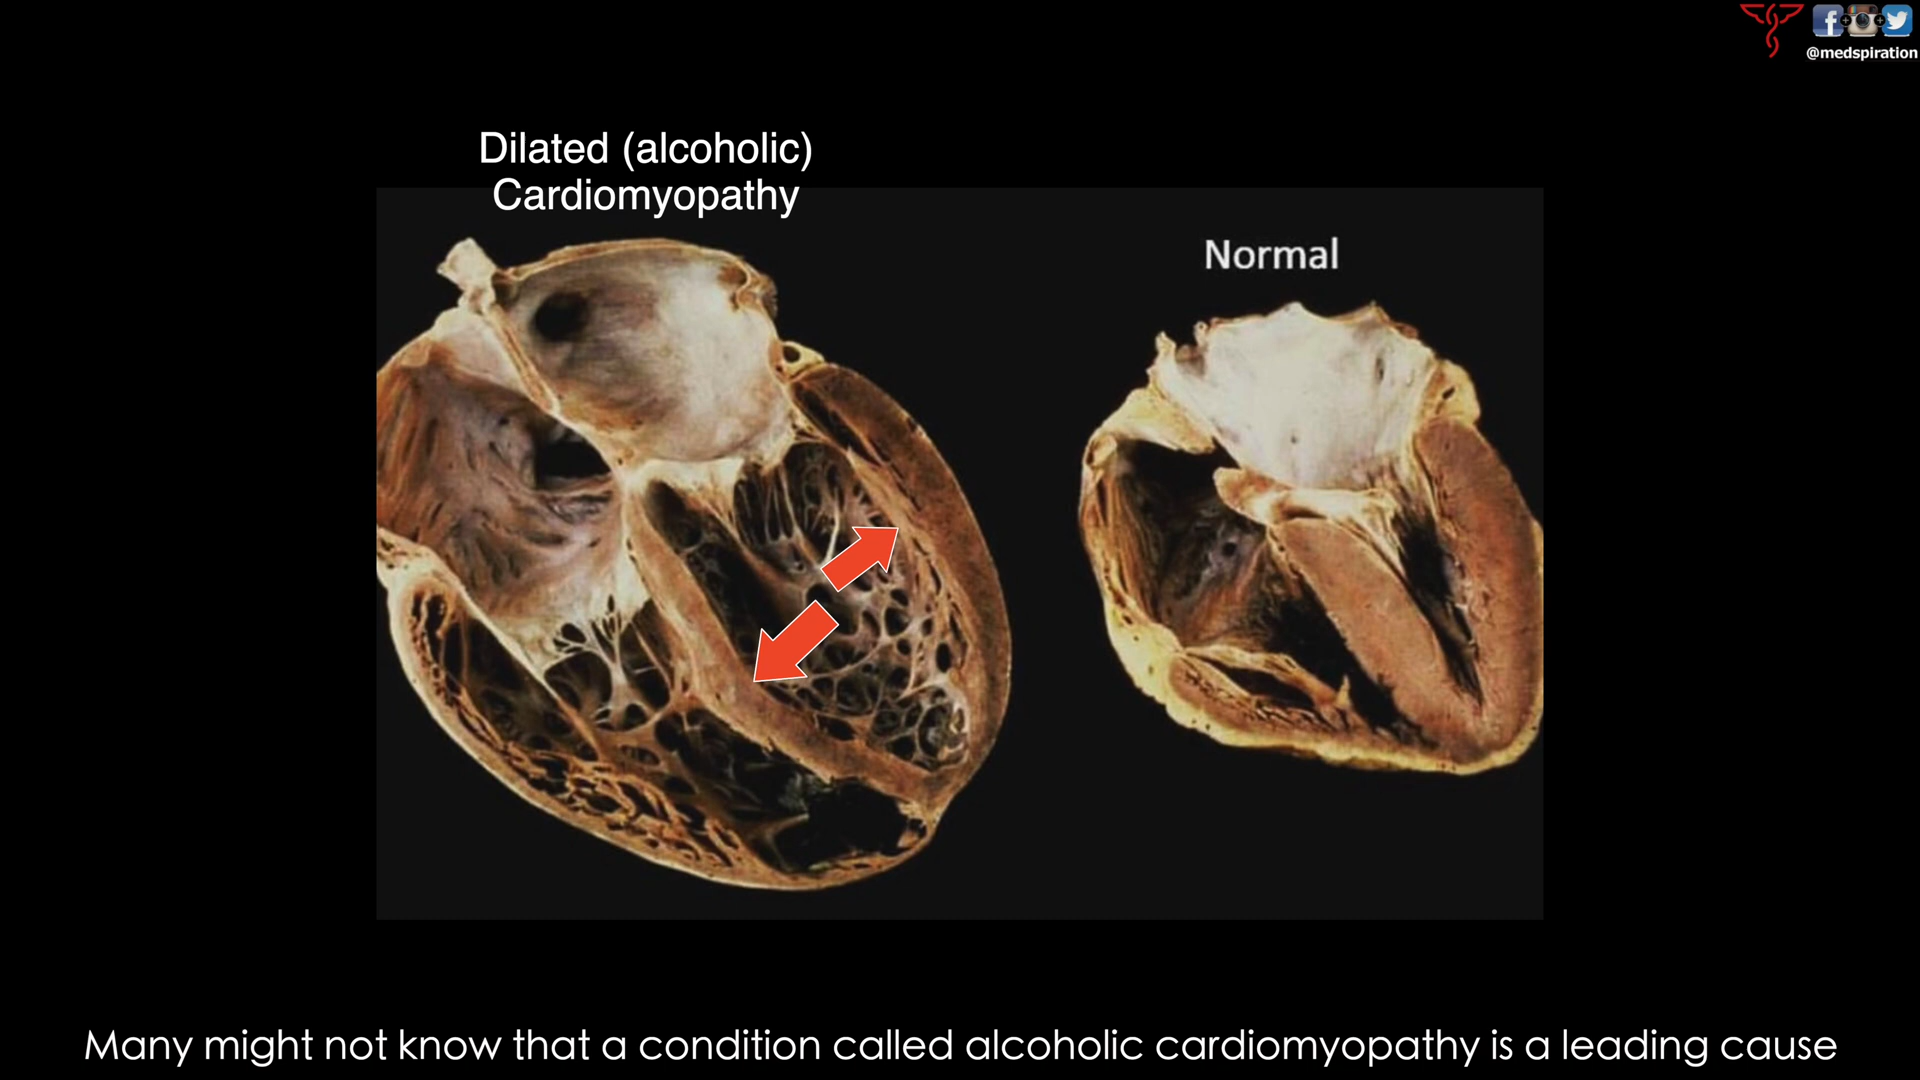 @medspiration
Dilated (alcoholic)
Cardiomyopathy
Normal
Many might not know that a condition called alcoholic cardiomyopathy is a leading cause